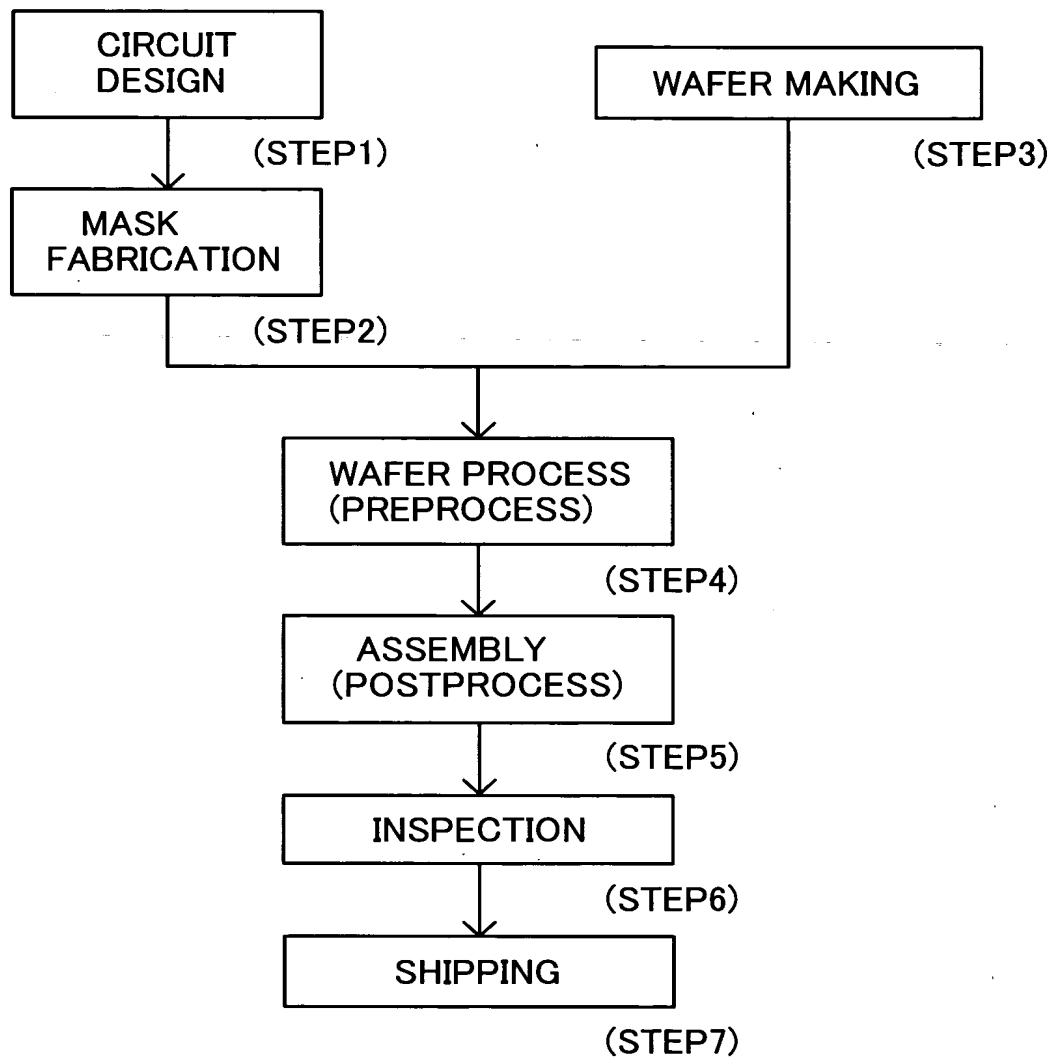 CIRCUIT
DESIGN
(STEP1)
MASK
FABRICATION
(STEP2)
WAFER MAKING
(STEP3)
WAFER PROCESS
(PREPROCESS)
(STEP4)
ASSEMBLY
(POSTPROCESS)
(STEP5)
INSPECTION
(STEP6)
SHIPPING
(STEP7)